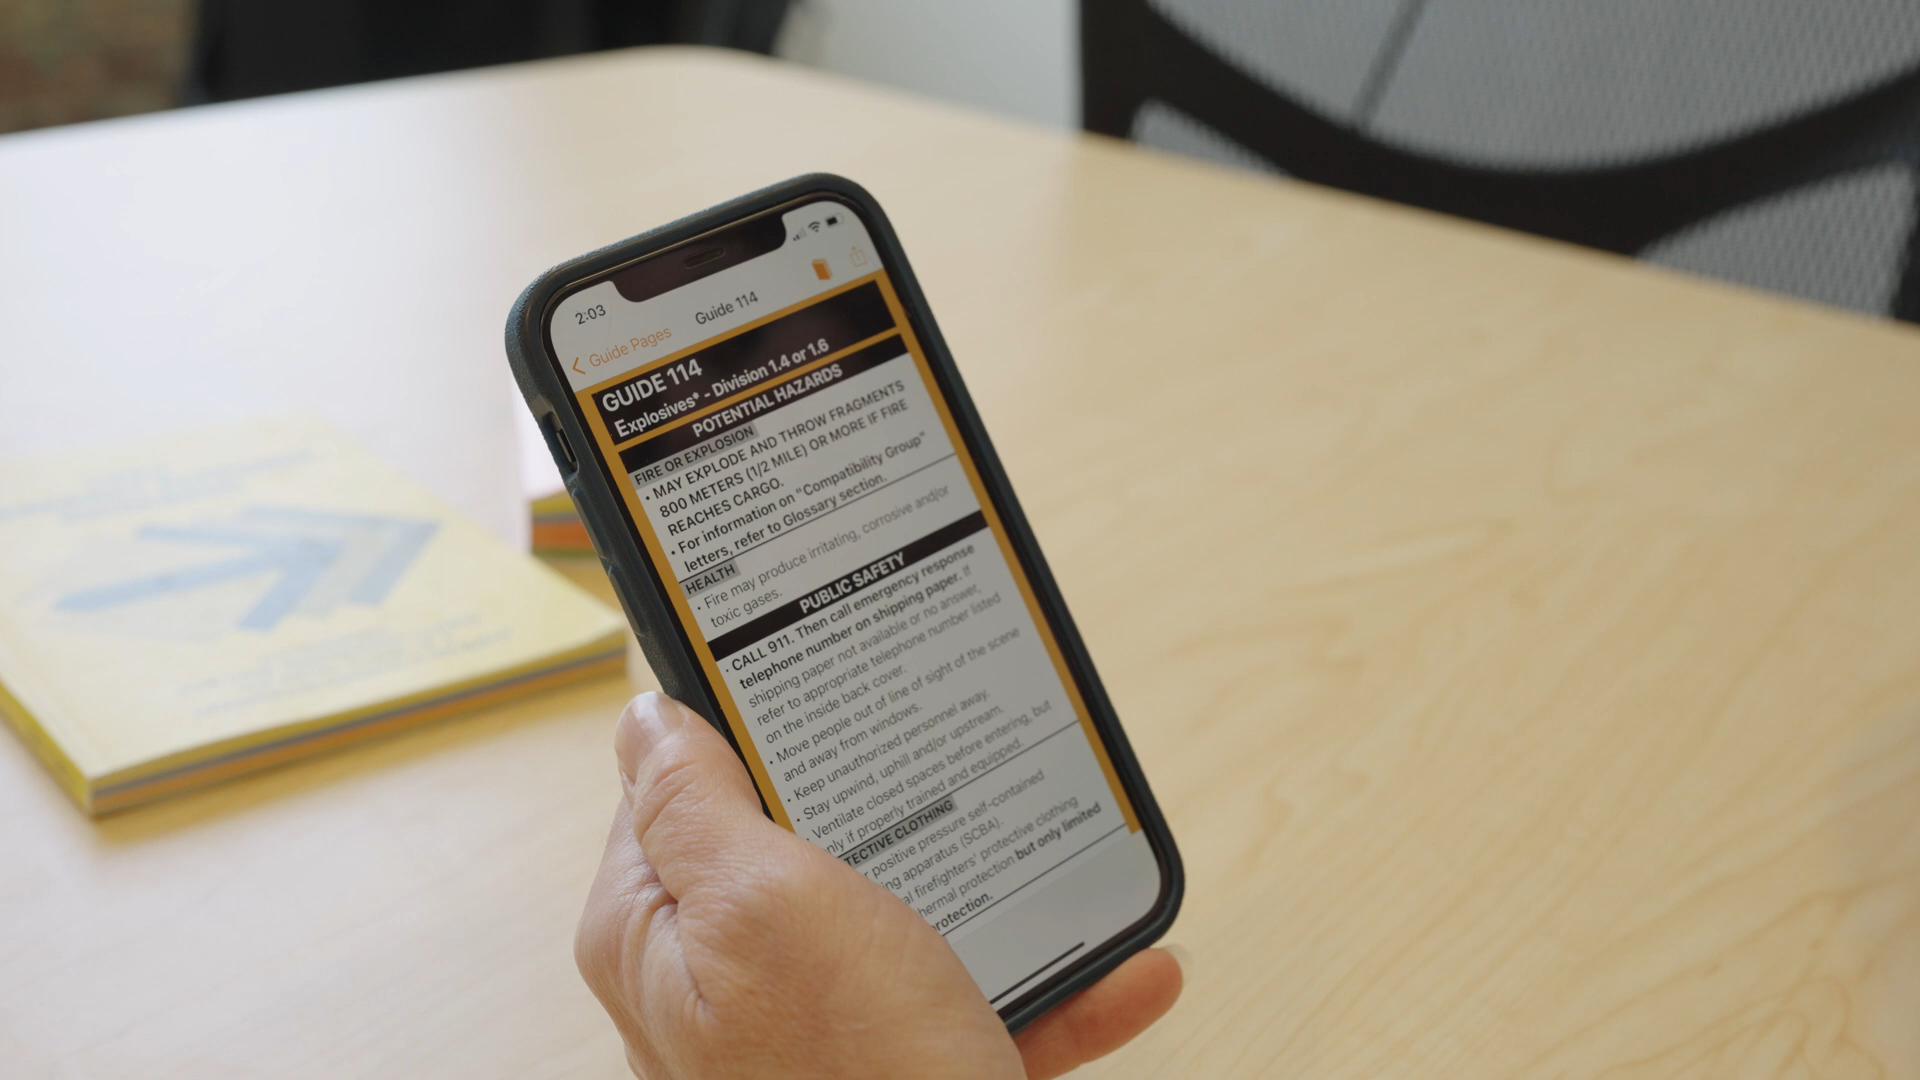 2:03
Guide Pages
Guide 114
GUIDE 114
Explosives* - Division 1.4 or 1.6
POTENTIAL HAZARDS
FIRE OR EXPLOSION
• MAY EXPLODE AND THROW FRAGMENTS
800 METERS (1/2 MILE) OR MORE IF FIRE
REACHES CARGO.
• For information on "Compatibility Group"
letters, refer to Glossary section.
HEALTH
• Fire may produce irritating, corrosive and/or
toxic gases.
PUBLIC SAFETY
• CALL 911. Then call emergency response
telephone number on shipping paper. If
shipping paper not available or no answer,
refer to appropriate telephone number listed
on the inside back cover.
• Move people out of line of sight of the scene
and away from windows.
• Keep unauthorized personnel away.
• Stay upwind, uphill and/or upstream.
• Ventilate closed spaces before entering, but
nly if properly trained and equipped.
TECTIVE CLOTHING
r positive pressure self-contained
ing apparatus (SCBA).
al firefighters' protective clothing
hermal protection but only limited
rotection.